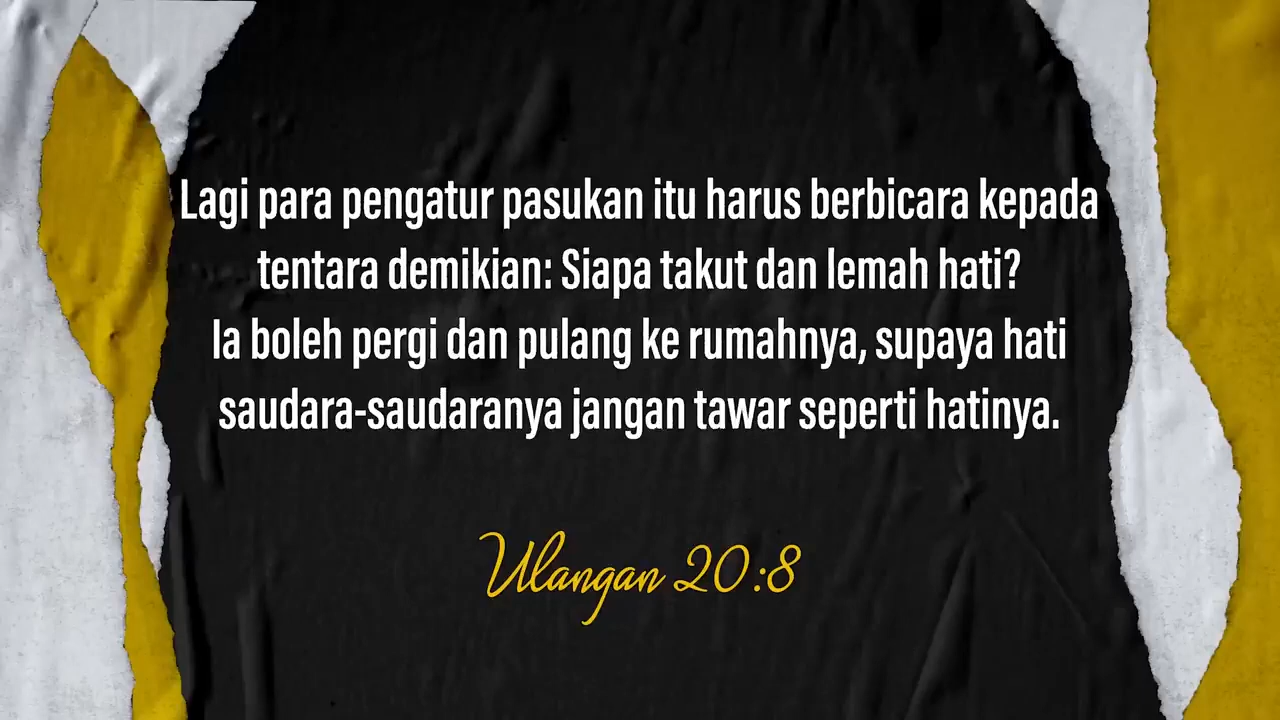 Lagi para pengatur pasukan itu harus berbicara kepada
tentara demikian: Siapa takut dan lemah hati?
Ia boleh pergi dan pulang ke rumahnya, supaya hati
saudara-saudaranya jangan tawar seperti hatinya.
Ulangan 20:8